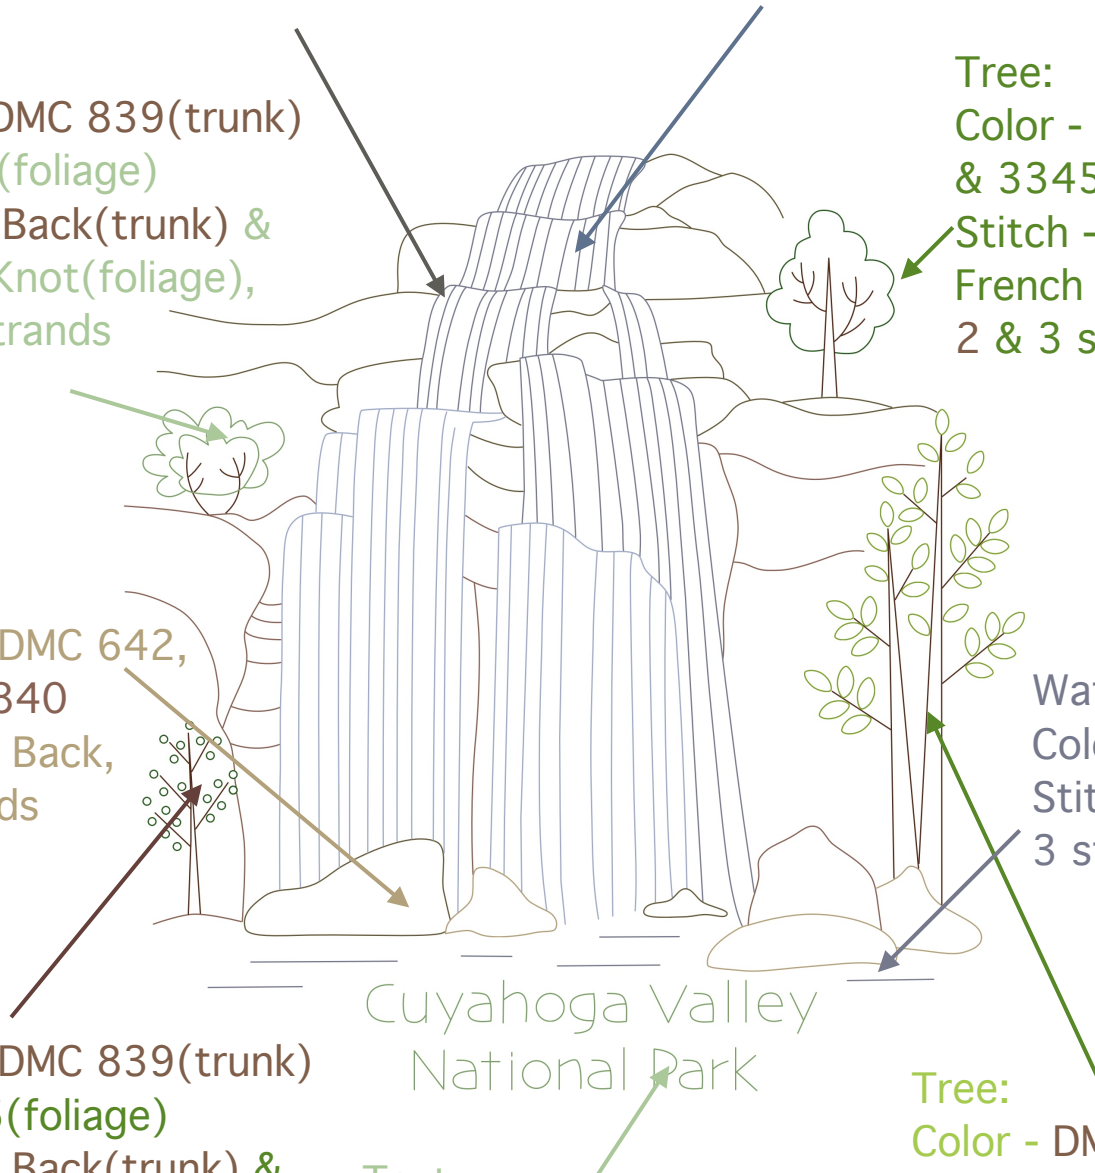 DMC 839(trunk)
(foliage)
Back(trunk) &
Knot(foliage),
trands
Tree:
Color -
& 3345
Stitch -
French
2 & 3 s
DMC 642,
840
Back,
ds
Wat
Colo
Stit
3 st
Cuyahoga Valley
National Park
DMC 839(trunk)
(foliage)
Back(trunk) &
Tree:
Color - DM